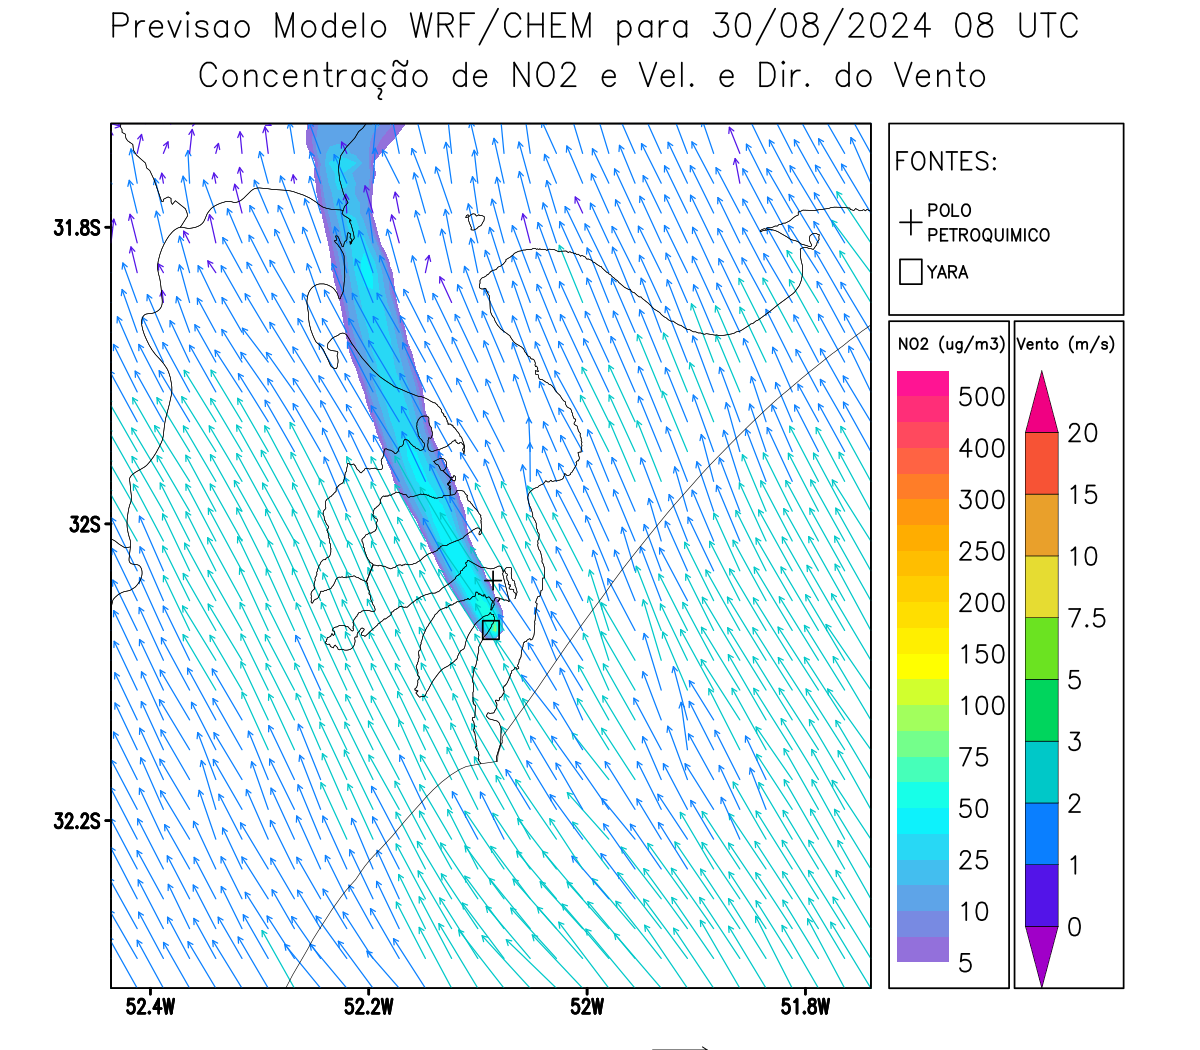 Previsao Modelo WRF/CHEM para 30/08/2024 08 UTC
Concentração de NO2 e Vel. e Dir. do Vento
FONTES:
POLO
PETROQUIMICO
YARA
31.8S
32S
32.2S
52.4W
52.2W
52W
51.8W
NO2 (ug/m3)
500
400
300
250
200
150
100
75
50
25
10
5
Vento (m/s)
20
15
10
7.5
5
3
2
1
0